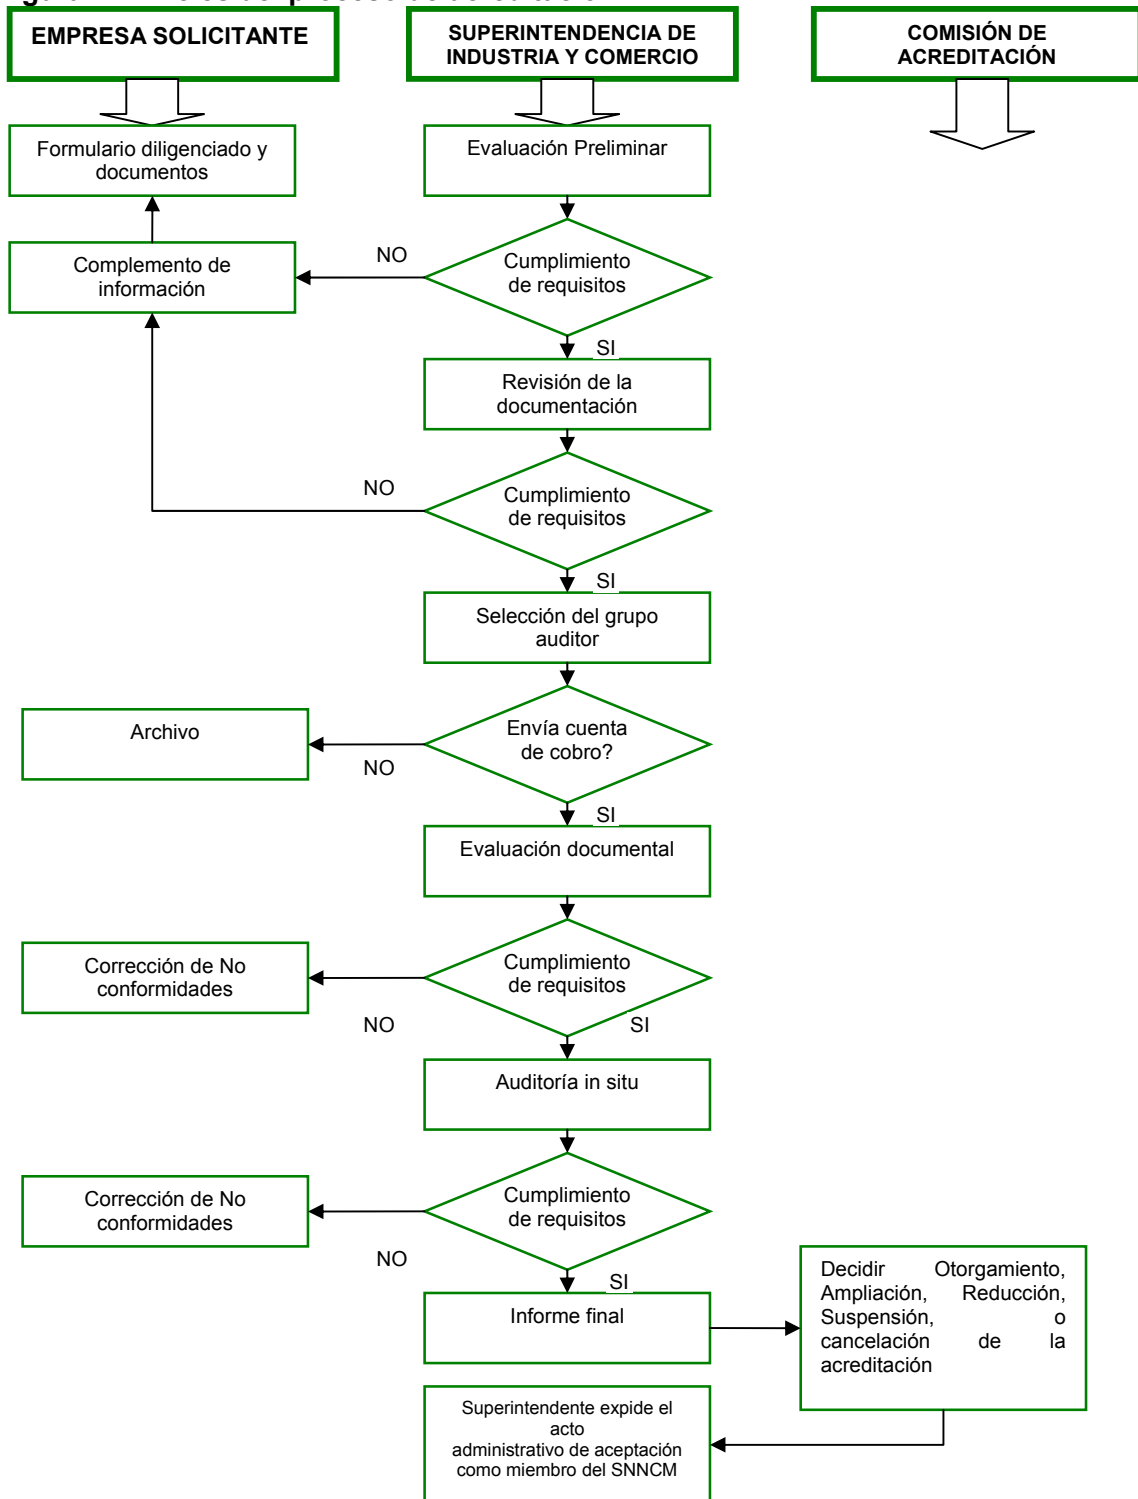 EMPRESA SOLICITANTE
SUPERINTENDENCIA DE
INDUSTRIA Y COMERCIO
COMISIÓN DE
ACREDITACIÓN
Formulario diligenciado y
documentos
Evaluación Preliminar
NO
Complemento de
información
Cumplimiento
de requisitos
SI
Revisión de la
documentación
NO
Cumplimiento
de requisitos
SI
Selección del grupo
auditor
Archivo
Envía cuenta
de cobro?
NO
SI
Evaluación documental
Corrección de No
conformidades
Cumplimiento
de requisitos
NO
SI
Auditoría in situ
Corrección de No
conformidades
Cumplimiento
de requisitos
NO
SI
Informe final
Decidir Otorgamiento,
Ampliación, Reducción,
Suspensión, o
cancelación de la
acreditación
Superintendente expide el
acto
administrativo de aceptación
como miembro del SNNCM